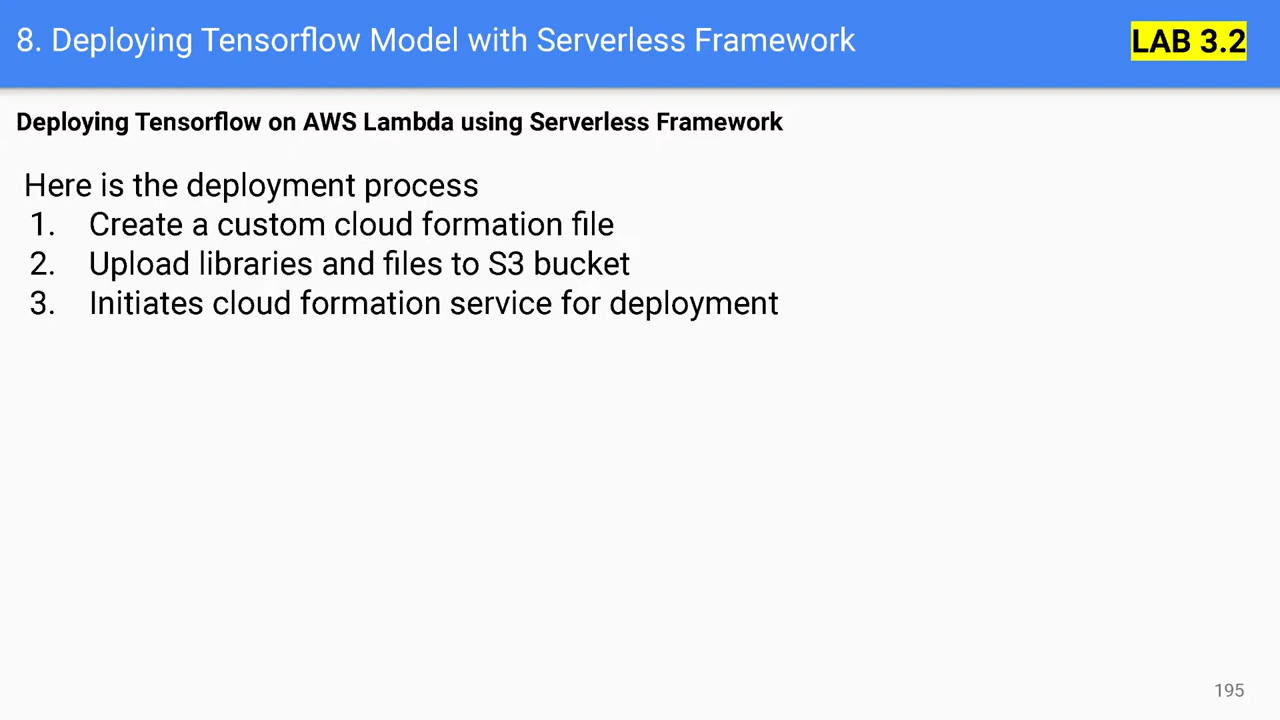 8. Deploying Tensorflow Model with Serverless Framework
LAB 3.2
Deploying Tensorflow on AWS Lambda using Serverless Framework
Here is the deployment process
1. Create a custom cloud formation file
2. Upload libraries and files to S3 bucket
3. Initiates cloud formation service for deployment
195